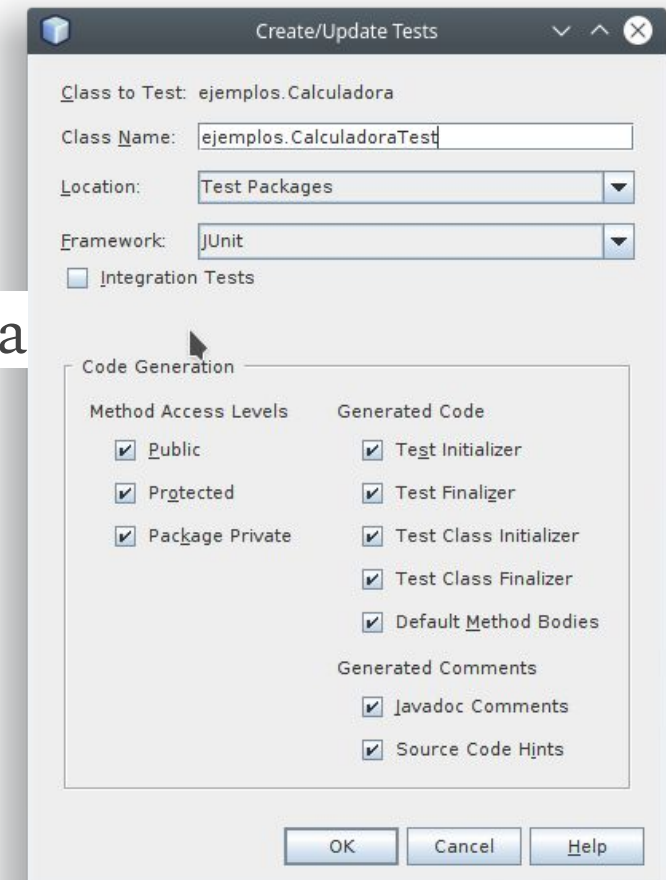 Create/Update Tests
Class to Test: ejemplos.Calculadora
Class Name: ejemplos.CalculadoraTest
Location: Test Packages
Framework: JUnit
Integration Tests
a
Code Generation
Method Access Levels Generated Code
Public Test Initializer
Protected Test Finalizer
Package Private Test Class Initializer
Test Class Finalizer
Default Method Bodies
Generated Comments
Javadoc Comments
Source Code Hints
OK Cancel Help